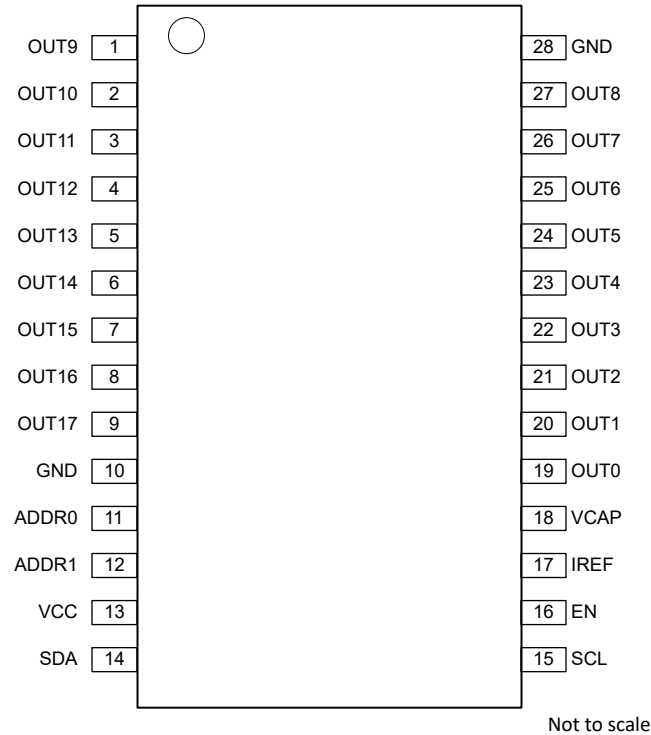 OUT9 1 28 GND
OUT10 2 27 OUT8
OUT11 3 26 OUT7
OUT12 4 25 OUT6
OUT13 5 24 OUT5
OUT14 6 23 OUT4
OUT15 7 22 OUT3
OUT16 8 21 OUT2
OUT17 9 20 OUT1
GND 10 19 OUT0
ADDR0 11 18 VCAP
ADDR1 12 17 IREF
VCC 13 16 EN
SDA 14 15 SCL
Not to scale